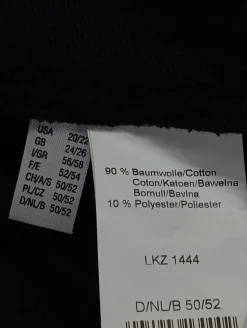 USA 20/22
GB 24/26
I/GR 56/58
F/E 52/54
CH/A/S 50/52
PL/CZ 50/52
D/NL/B 50/52
90 % Baumwolle/Cotton
Coton/Katoen/Bawełna
Bomull/Bavlna
10 % Polyester/Poliester
LKZ 1444
D/NL/B 50/52